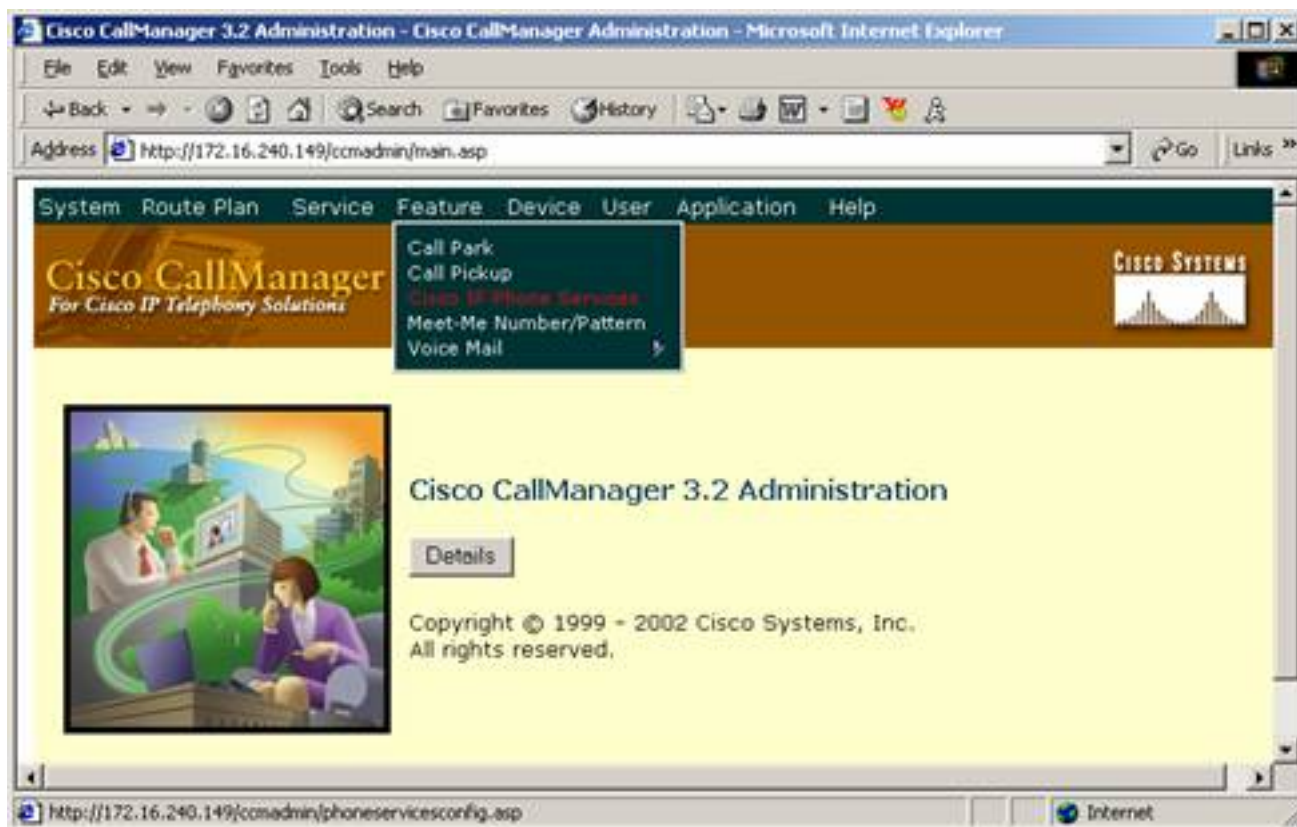 Cisco CallManager 3.2 Administration - Cisco CallManager Administration - Microsoft Internet Explorer
File Edit View Favorites Tools Help
Back Search Favorites History
Address http://172.16.240.149/ccmadmin/main.asp Go Links »
System Route Plan Service Feature Device User Application Help
Cisco CallManager
For Cisco IP Telephony Solutions
Call Park
Call Pickup
Cisco IP Phone Services
Meet-Me Number/Pattern
Voice Mail
CISCO SYSTEMS
Cisco CallManager 3.2 Administration
Details
Copyright © 1999 - 2002 Cisco Systems, Inc.
All rights reserved.
http://172.16.240.149/ccmadmin/phoneservicesconfig.asp Internet